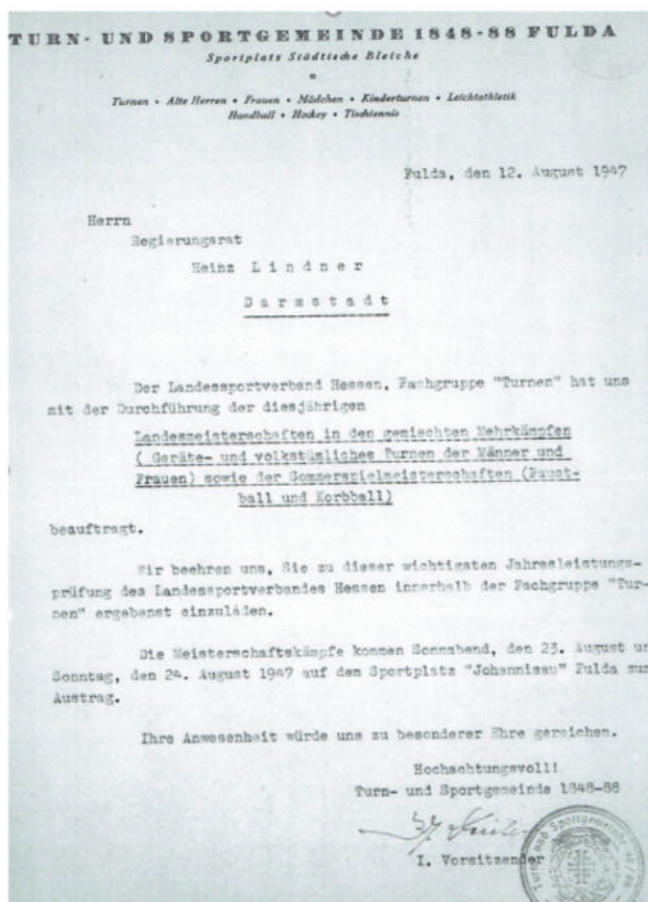 TURN- UND SPORTGEMEINDE 1848-88 FULDA
Sportplatz Städtische Bleiche
Turnen • Alte Herren • Frauen • Mädchen • Kinderturnen • Leichtathletik
Handball • Hockey • Tischtennis
Fulda, den 12. August 1947
Herrn
Regierungsrat
Heinz Lindner
Darmstadt
Der Landessportverband Hessen, Fachgruppe "Turnen" hat uns
mit der Durchführung der diesjährigen
Landesmeisterschaften in den gemischten Mehrkämpfen
( Geräte- und volkstümliches Turnen der Männer und
Frauen) sowie der Sommerspielmeisterschaften (Faust-
ball und Korbball)
beauftragt.
Wir beehren uns, Sie zu dieser wichtigsten Jahresleistungs-
prüfung des Landessportverbandes Hessen innerhalb der Fachgruppe "Tur-
nen" ergebenst einzuladen.
Die Meisterschaftskämpfe kommen Sonnabend, den 23. August un
Sonntag, den 24. August 1947 auf dem Sportplatz "Johannisau" Fulda zum
Austrag.
Ihre Anwesenheit würde uns zu besonderer Ehre gereichen.
Hochachtungsvoll!
Turn- und Sportgemeinde 1848-88
I. Vorsitzender
Turn- und Sportgemeinde